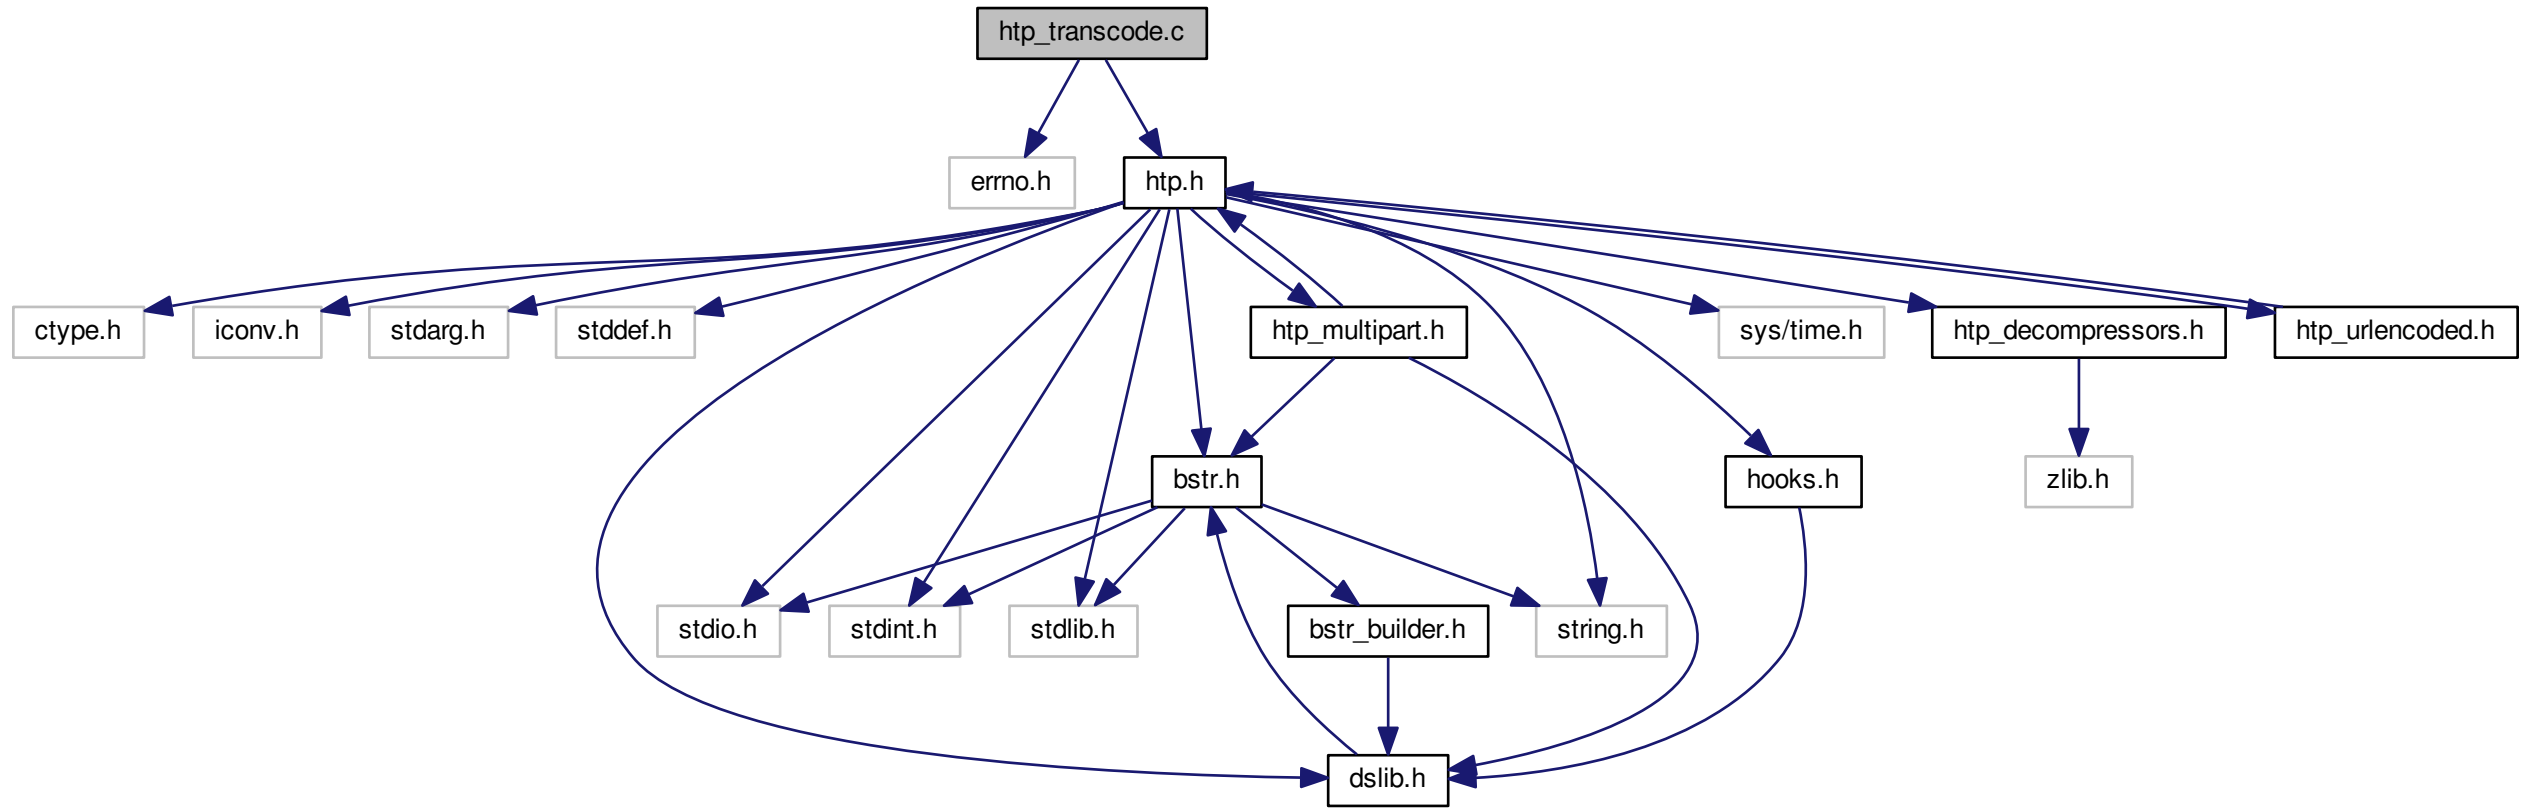 htp_transcode.c
errno.h
htp.h
ctype.h
iconv.h
stdarg.h
stddef.h
htp_multipart.h
sys/time.h
htp_decompressors.h
htp_urlencoded.h
bstr.h
hooks.h
zlib.h
stdio.h
stdint.h
stdlib.h
bstr_builder.h
string.h
dslib.h